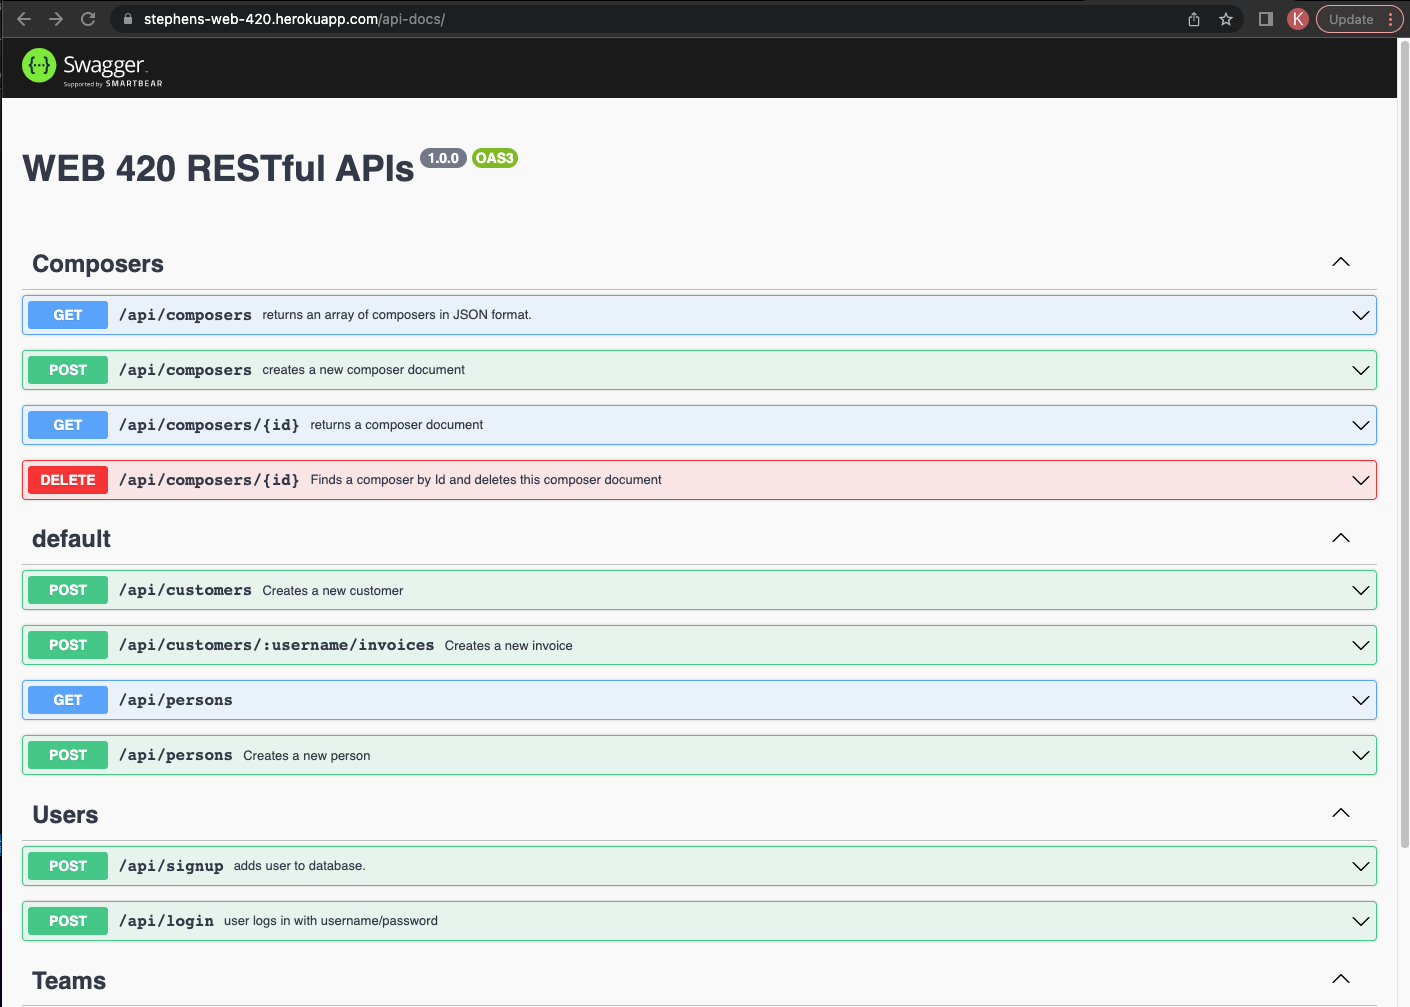 stephens-web-420.herokuapp.com/api-docs/
K
Update
{···} Swagger
Supported by SMARTBEAR
WEB 420 RESTful APIs 1.0.0 OAS3
Composers
GET /api/composers returns an array of composers in JSON format.
POST /api/composers creates a new composer document
GET /api/composers/{id} returns a composer document
DELETE /api/composers/{id} Finds a composer by Id and deletes this composer document
default
POST /api/customers Creates a new customer
POST /api/customers/:username/invoices Creates a new invoice
GET /api/persons
POST /api/persons Creates a new person
Users
POST /api/signup adds user to database.
POST /api/login user logs in with username/password
Teams